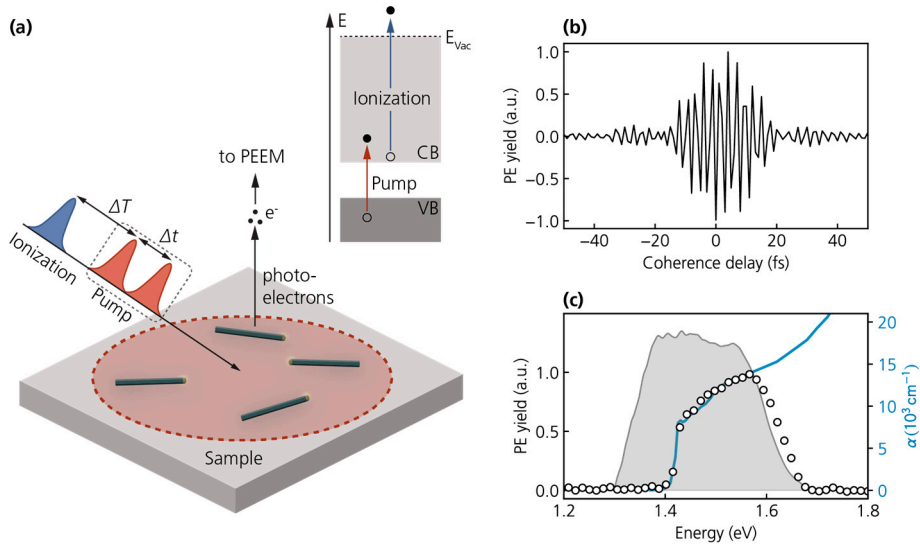 (a)
E
E_Vac
Ionization
CB
Pump
VB
to PEEM
e⁻
ΔT
Δt
Ionization
Pump
photo-
electrons
Sample
(b)
PE yield (a.u.)
1.0
0.5
0.0
−0.5
−1.0
−40
−20
0
20
40
Coherence delay (fs)
(c)
PE yield (a.u.)
1.0
0.5
0.0
20
15
10
5
0
α (10³ cm⁻¹)
1.2
1.4
1.6
1.8
Energy (eV)